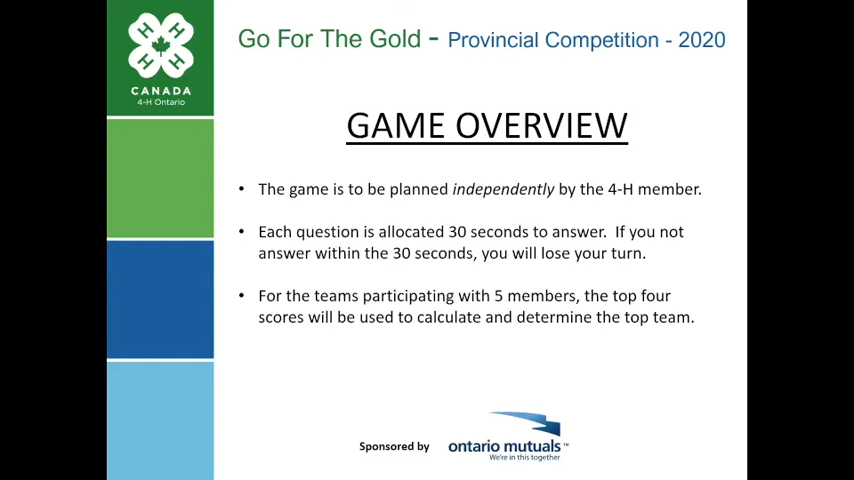 Go For The Gold - Provincial Competition - 2020
H H H H
CANADA
4-H Ontario
GAME OVERVIEW
• The game is to be planned independently by the 4-H member.
• Each question is allocated 30 seconds to answer. If you not
answer within the 30 seconds, you will lose your turn.
• For the teams participating with 5 members, the top four
scores will be used to calculate and determine the top team.
Sponsored by
ontario mutuals™
We're in this together